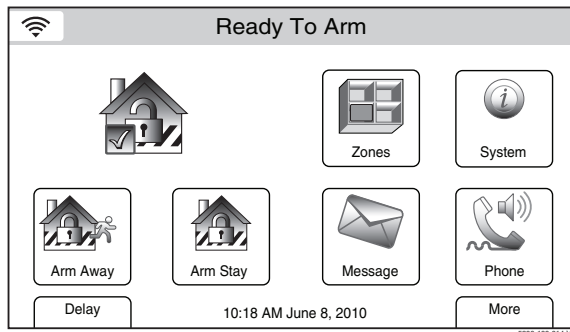 Ready To Arm
Zones
System
Arm Away
Arm Stay
Message
Phone
Delay
10:18 AM June 8, 2010
More